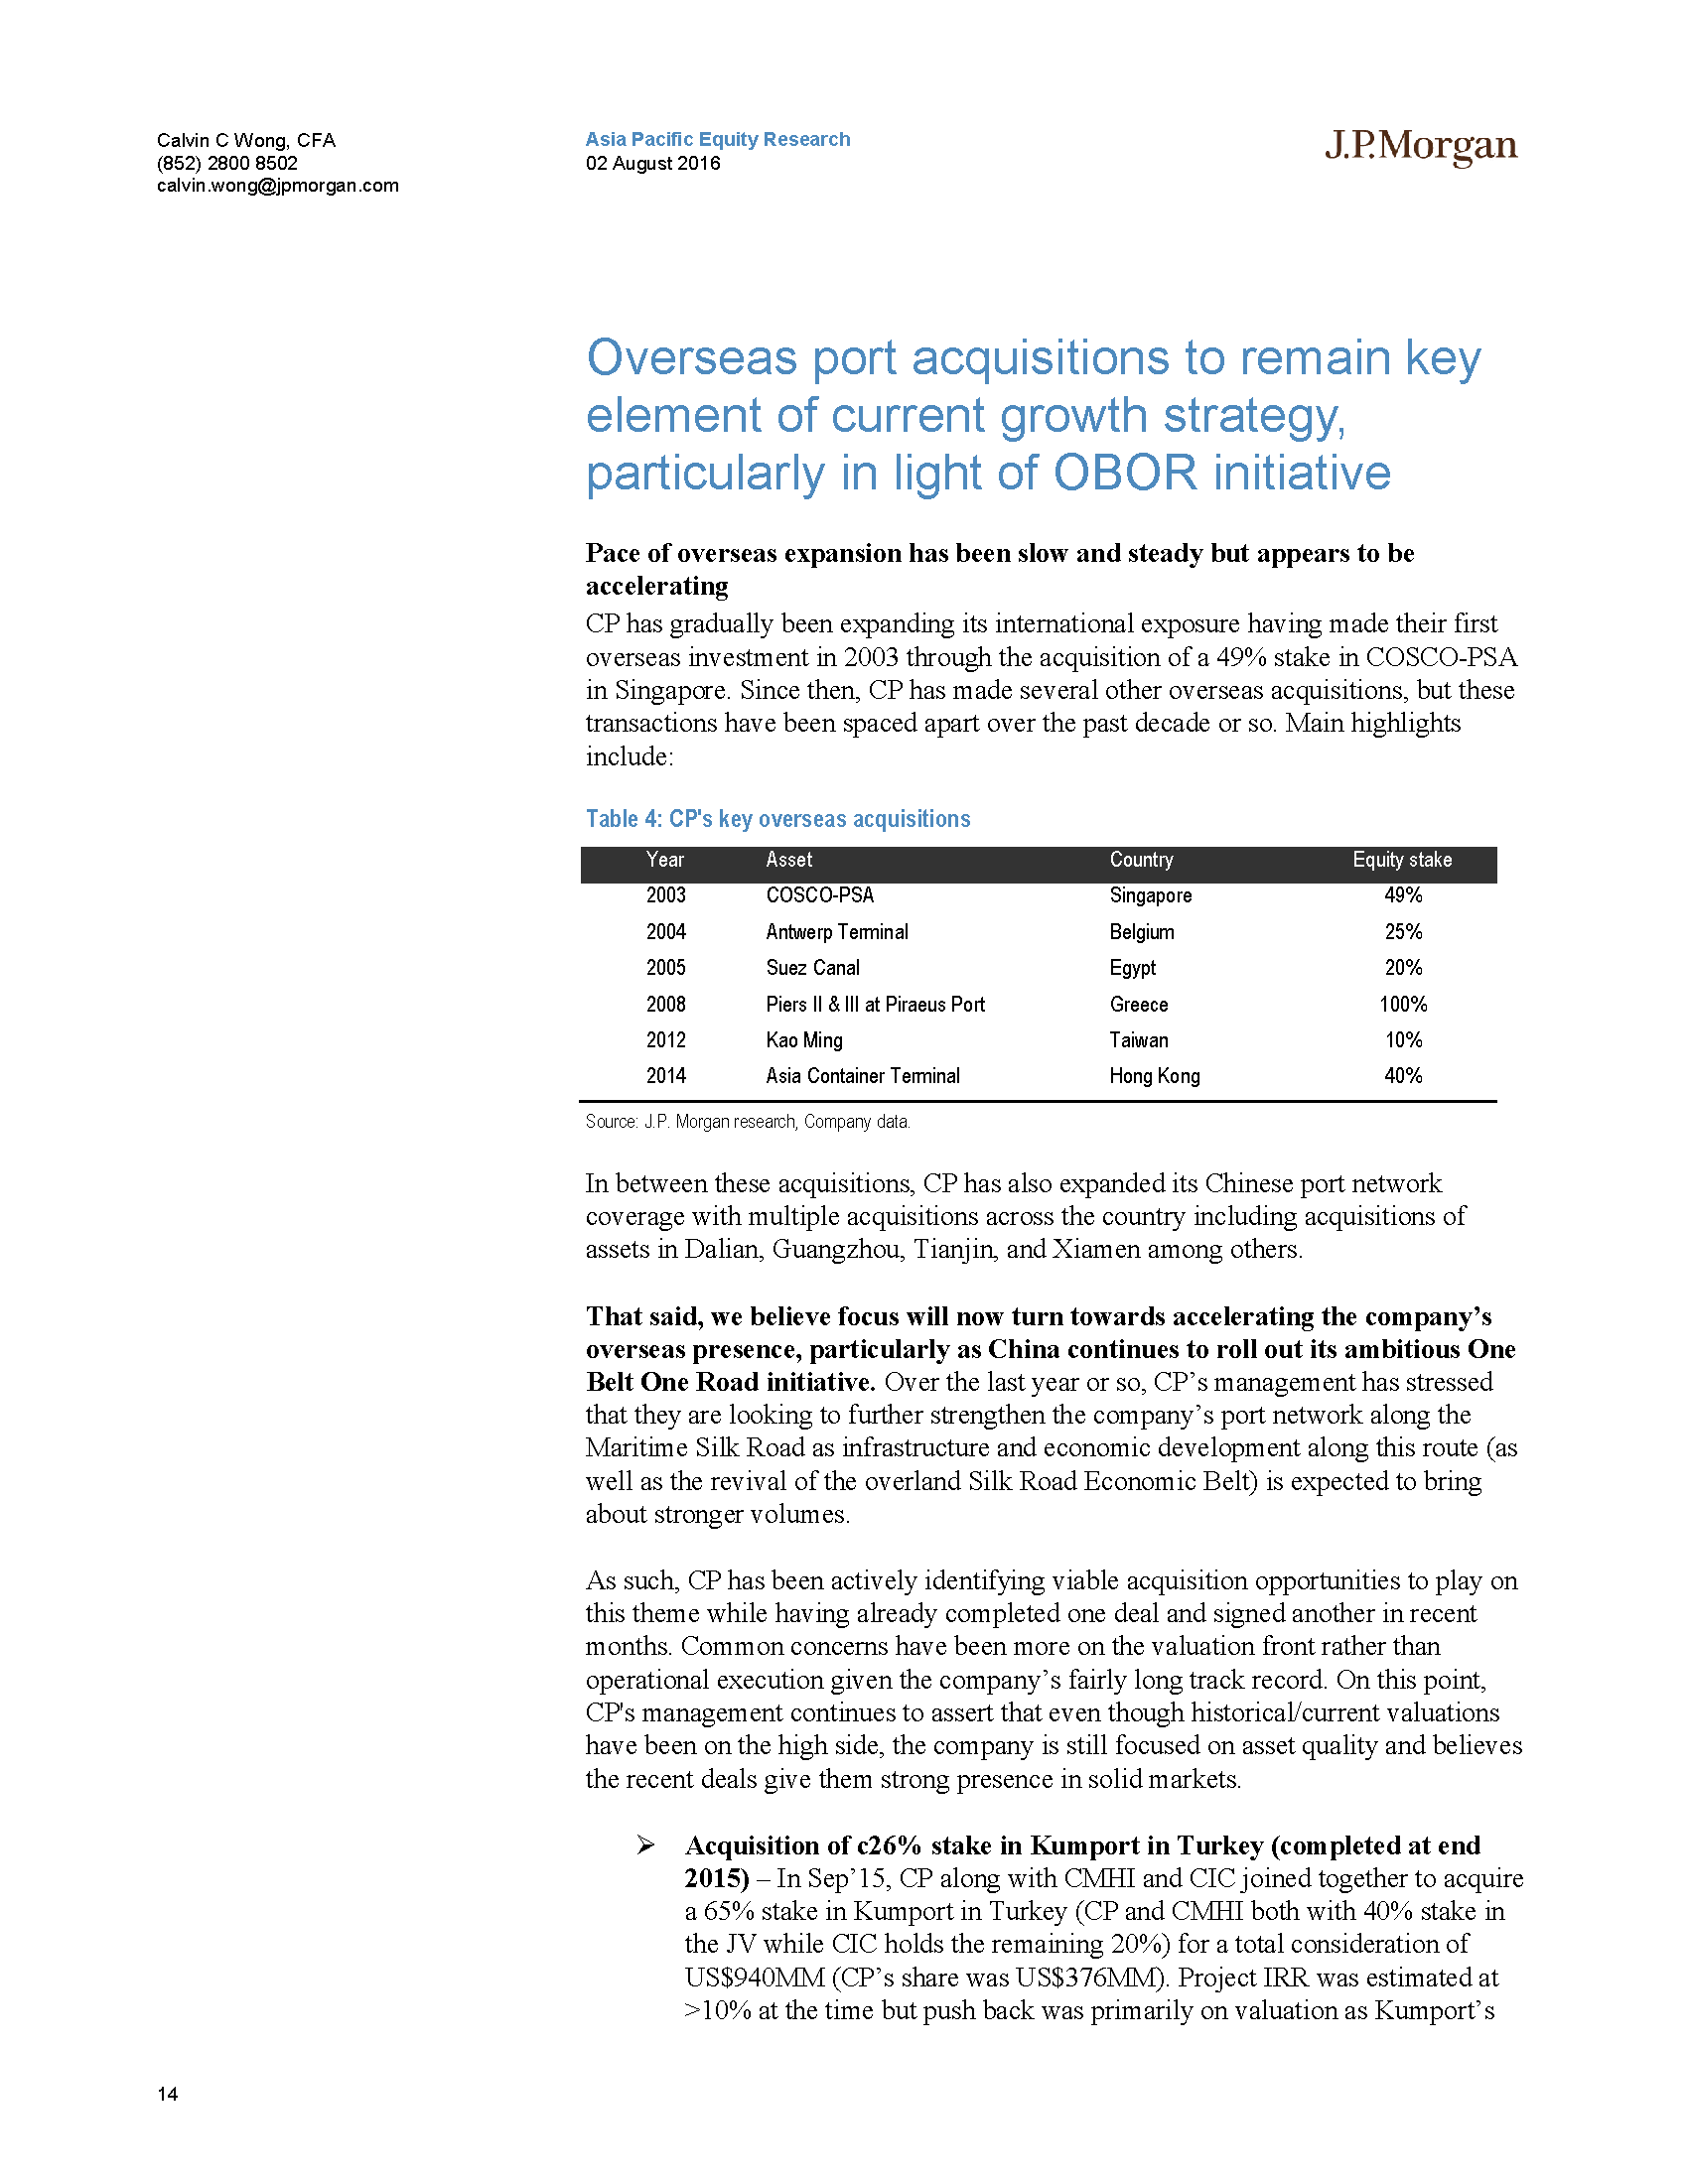 Calvin C Wong, CFA
(852) 2800 8502
calvin.wong@jpmorgan.com
Asia Pacific Equity Research
02 August 2016
J.P.Morgan
Overseas port acquisitions to remain key
element of current growth strategy,
particularly in light of OBOR initiative
Pace of overseas expansion has been slow and steady but appears to be
accelerating
CP has gradually been expanding its international exposure having made their first
overseas investment in 2003 through the acquisition of a 49% stake in COSCO-PSA
in Singapore. Since then, CP has made several other overseas acquisitions, but these
transactions have been spaced apart over the past decade or so. Main highlights
include:
Table 4: CP's key overseas acquisitions
Year Asset Country Equity stake
2003 COSCO-PSA Singapore 49%
2004 Antwerp Terminal Belgium 25%
2005 Suez Canal Egypt 20%
2008 Piers II & III at Piraeus Port Greece 100%
2012 Kao Ming Taiwan 10%
2014 Asia Container Terminal Hong Kong 40%
Source: J.P. Morgan research, Company data.
In between these acquisitions, CP has also expanded its Chinese port network
coverage with multiple acquisitions across the country including acquisitions of
assets in Dalian, Guangzhou, Tianjin, and Xiamen among others.
That said, we believe focus will now turn towards accelerating the company's
overseas presence, particularly as China continues to roll out its ambitious One
Belt One Road initiative. Over the last year or so, CP's management has stressed
that they are looking to further strengthen the company's port network along the
Maritime Silk Road as infrastructure and economic development along this route (as
well as the revival of the overland Silk Road Economic Belt) is expected to bring
about stronger volumes.
As such, CP has been actively identifying viable acquisition opportunities to play on
this theme while having already completed one deal and signed another in recent
months. Common concerns have been more on the valuation front rather than
operational execution given the company's fairly long track record. On this point,
CP's management continues to assert that even though historical/current valuations
have been on the high side, the company is still focused on asset quality and believes
the recent deals give them strong presence in solid markets.
➢ Acquisition of c26% stake in Kumport in Turkey (completed at end
2015) – In Sep'15, CP along with CMHI and CIC joined together to acquire
a 65% stake in Kumport in Turkey (CP and CMHI both with 40% stake in
the JV while CIC holds the remaining 20%) for a total consideration of
US$940MM (CP's share was US$376MM). Project IRR was estimated at
>10% at the time but push back was primarily on valuation as Kumport's
14